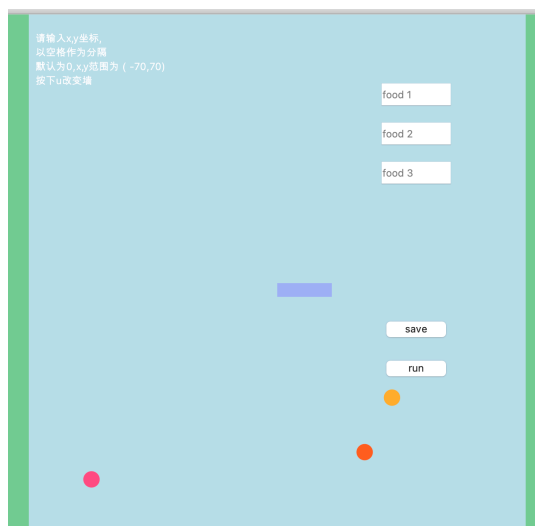 请输入x,y坐标,
以空格作为分隔
默认为0,x,y范围为 ( -70,70)
按下u改变墙
food 1
food 2
food 3
save
run